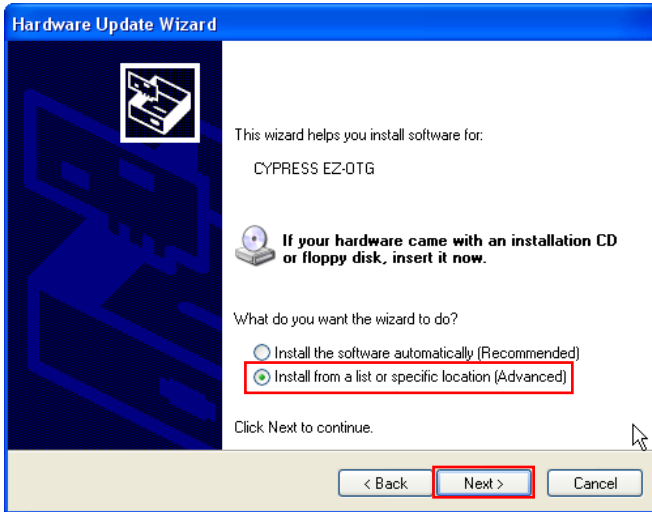 Hardware Update Wizard
This wizard helps you install software for:
CYPRESS EZ-OTG
If your hardware came with an installation CD
or floppy disk, insert it now.
What do you want the wizard to do?
Install the software automatically (Recommended)
Install from a list or specific location (Advanced)
Click Next to continue.
< Back
Next >
Cancel